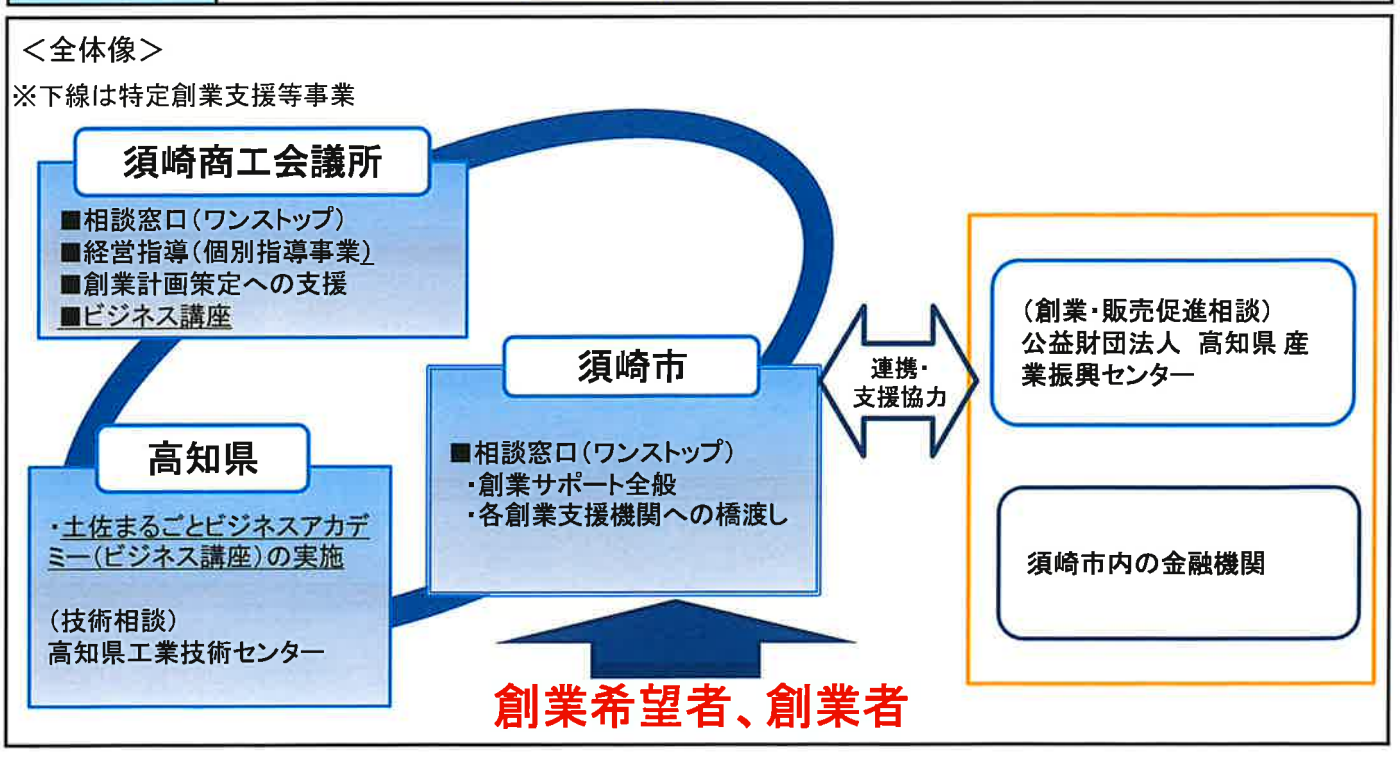 ＜全体像＞
※下線は特定創業支援等事業
須崎商工会議所
■相談窓口（ワンストップ）
■経営指導（個別指導事業）
■創業計画策定への支援
■ビジネス講座
須崎市
■相談窓口（ワンストップ）
・創業サポート全般
・各創業支援機関への橋渡し
高知県
・土佐まるごとビジネスアカデ
ミー（ビジネス講座）の実施
（技術相談）
高知県工業技術センター
連携・
支援協力
（創業・販売促進相談）
公益財団法人　高知県 産
業振興センター
須崎市内の金融機関
創業希望者、創業者